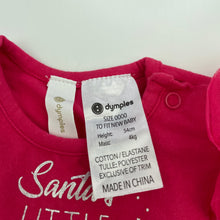 dymples
dymples
SIZE 0000
TO FIT NEW BABY
Height: 54cm
Mass: 4kg
COTTON/ELASTANE
TULLE: POLYESTER
EXCLUSIVE OF TRIM
MADE IN CHINA
Santa's
LITTLE